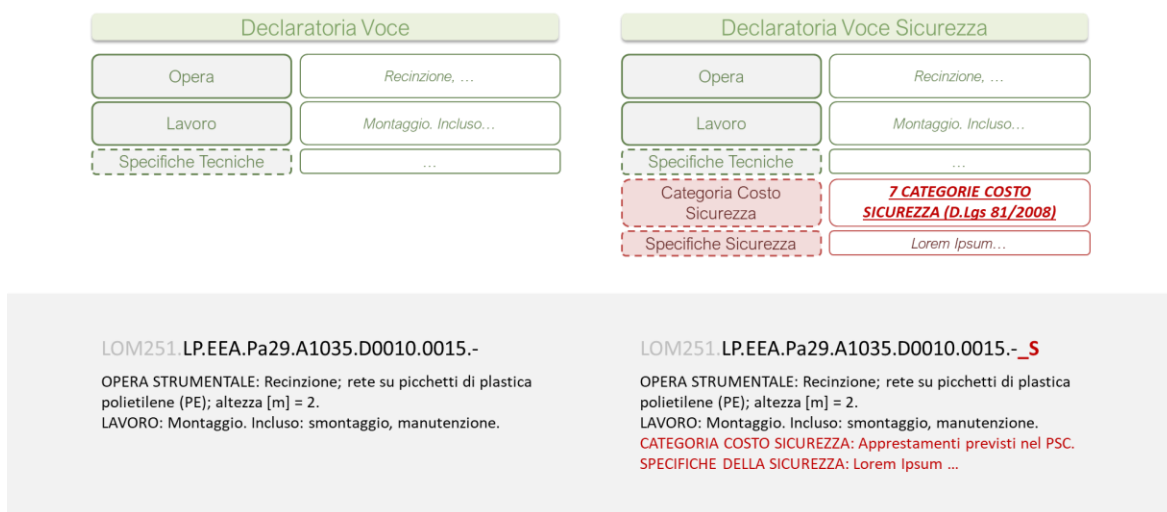 Declaratoria Voce
Opera
Recinzione, …
Lavoro
Montaggio. Incluso…
Specifiche Tecniche
…
Declaratoria Voce Sicurezza
Opera
Recinzione, …
Lavoro
Montaggio. Incluso…
Specifiche Tecniche
…
Categoria Costo
Sicurezza
7 CATEGORIE COSTO
SICUREZZA (D.Lgs 81/2008)
Specifiche Sicurezza
Lorem Ipsum…
LOM251.LP.EEA.Pa29.A1035.D0010.0015.-
OPERA STRUMENTALE: Recinzione; rete su picchetti di plastica
polietilene (PE); altezza [m] = 2.
LAVORO: Montaggio. Incluso: smontaggio, manutenzione.
LOM251.LP.EEA.Pa29.A1035.D0010.0015.-_S
OPERA STRUMENTALE: Recinzione; rete su picchetti di plastica
polietilene (PE); altezza [m] = 2.
LAVORO: Montaggio. Incluso: smontaggio, manutenzione.
CATEGORIA COSTO SICUREZZA: Apprestamenti previsti nel PSC.
SPECIFICHE DELLA SICUREZZA: Lorem Ipsum …